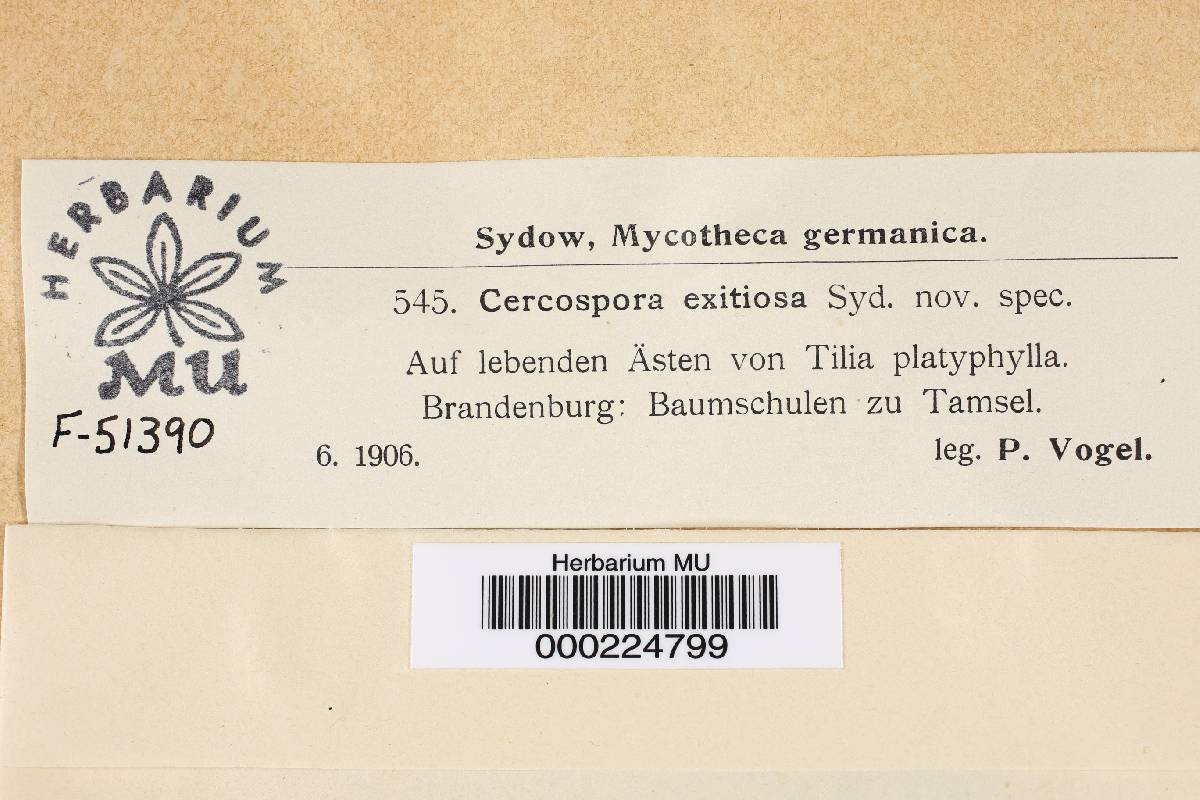 HERBARIUM
MU
F-51390
Sydow, Mycotheca germanica.
545. Cercospora exitiosa Syd. nov. spec.
Auf lebenden Ästen von Tilia platyphylla.
Brandenburg: Baumschulen zu Tamsel.
6. 1906. leg. P. Vogel.
Herbarium MU
000224799